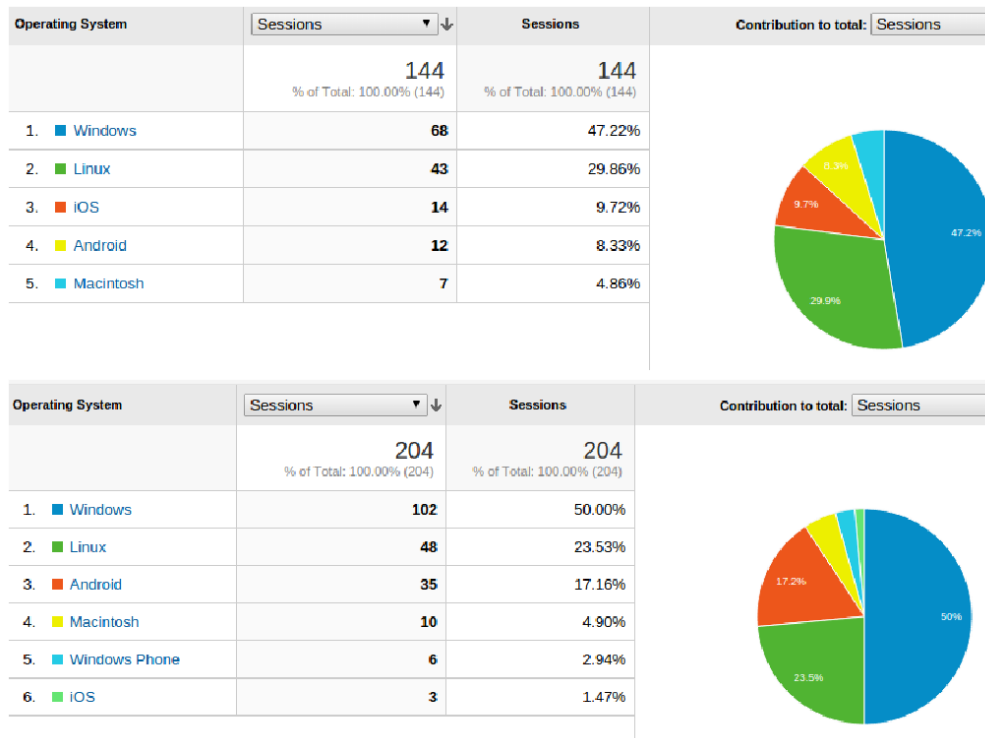 Operating System Sessions ▼ Sessions Contribution to total: Sessions
144 144
% of Total: 100.00% (144) % of Total: 100.00% (144)
1. Windows 68 47.22%
2. Linux 43 29.86%
3. iOS 14 9.72%
4. Android 12 8.33%
5. Macintosh 7 4.86%
8.3%
9.7%
47.2%
29.9%
Operating System Sessions ▼ Sessions Contribution to total: Sessions
204 204
% of Total: 100.00% (204) % of Total: 100.00% (204)
1. Windows 102 50.00%
2. Linux 48 23.53%
3. Android 35 17.16%
4. Macintosh 10 4.90%
5. Windows Phone 6 2.94%
6. iOS 3 1.47%
17.2%
50%
23.5%